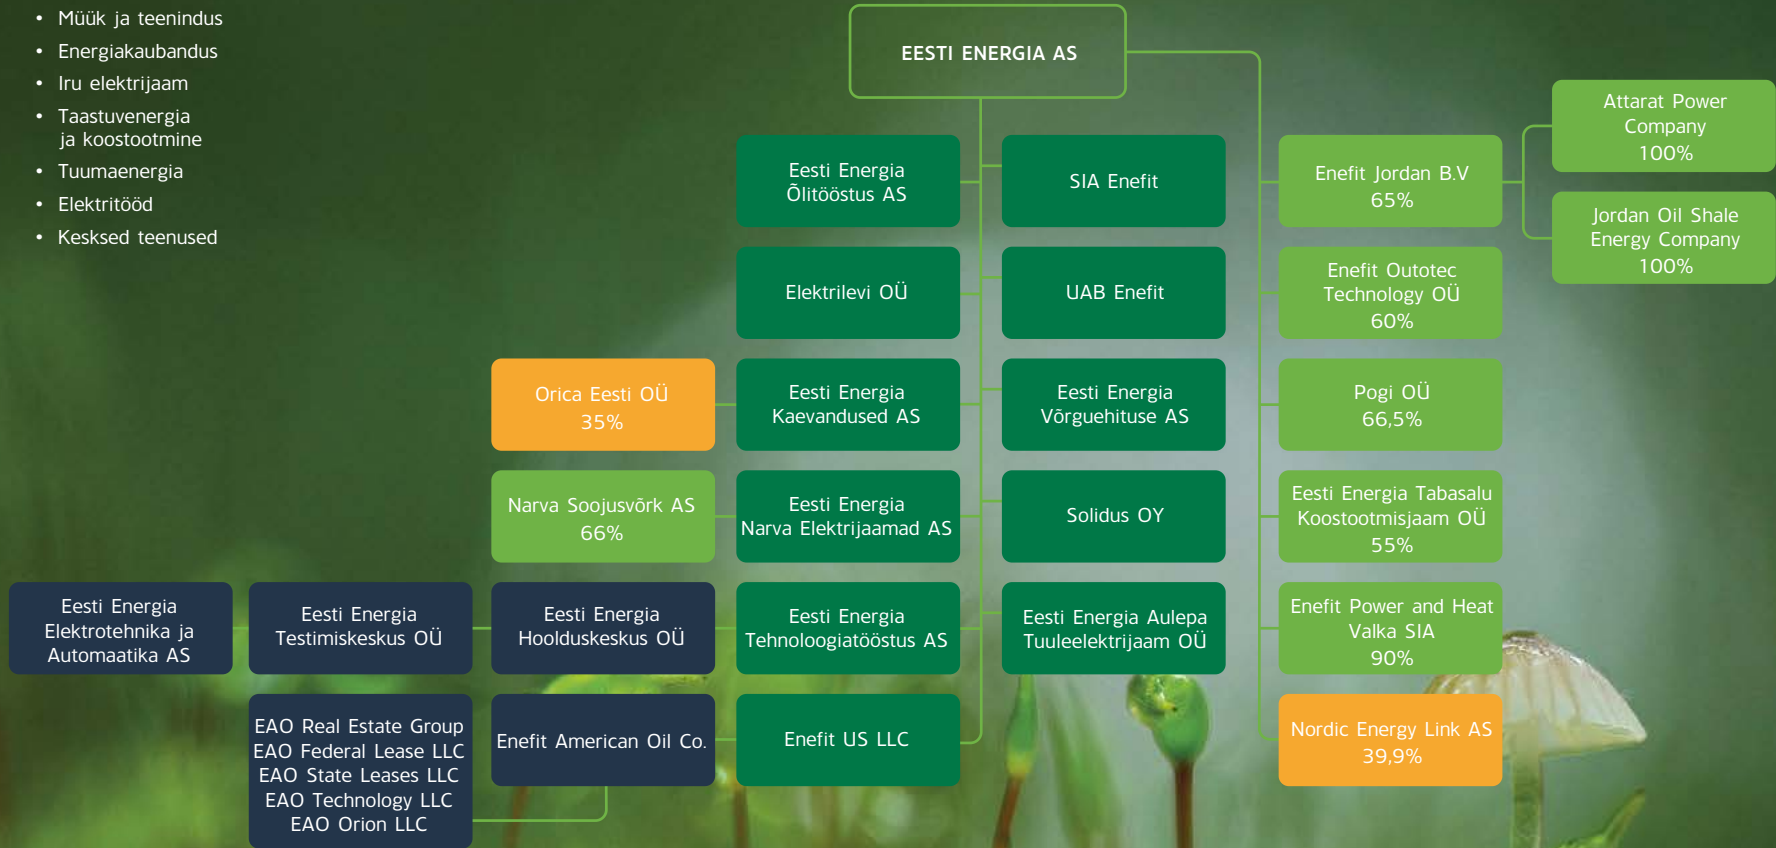 • Müük ja teenindus
• Energiakaubandus
• Iru elektrijaam
• Taastuvenergia
ja koostootmine
• Tuumaenergia
• Elektritööd
• Kesksed teenused
EESTI ENERGIA AS
Eesti Energia
Õlitööstus AS
SIA Enefit
Enefit Jordan B.V
65%
Attarat Power
Company
100%
Jordan Oil Shale
Energy Company
100%
Elektrilevi OÜ
UAB Enefit
Enefit Outotec
Technology OÜ
60%
Orica Eesti OÜ
35%
Eesti Energia
Kaevandused AS
Eesti Energia
Võrguehituse AS
Pogi OÜ
66,5%
Narva Soojusvõrk AS
66%
Eesti Energia
Narva Elektrijaamad AS
Solidus OY
Eesti Energia Tabasalu
Koostootmisjaam OÜ
55%
Eesti Energia
Elektrotehnika ja
Automaatika AS
Eesti Energia
Testimiskeskus OÜ
Eesti Energia
Hoolduskeskus OÜ
Eesti Energia
Tehnoloogiatööstus AS
Eesti Energia Aulepa
Tuuleelektrijaam OÜ
Enefit Power and Heat
Valka SIA
90%
EAO Real Estate Group
EAO Federal Lease LLC
EAO State Leases LLC
EAO Technology LLC
EAO Orion LLC
Enefit American Oil Co.
Enefit US LLC
Nordic Energy Link AS
39,9%